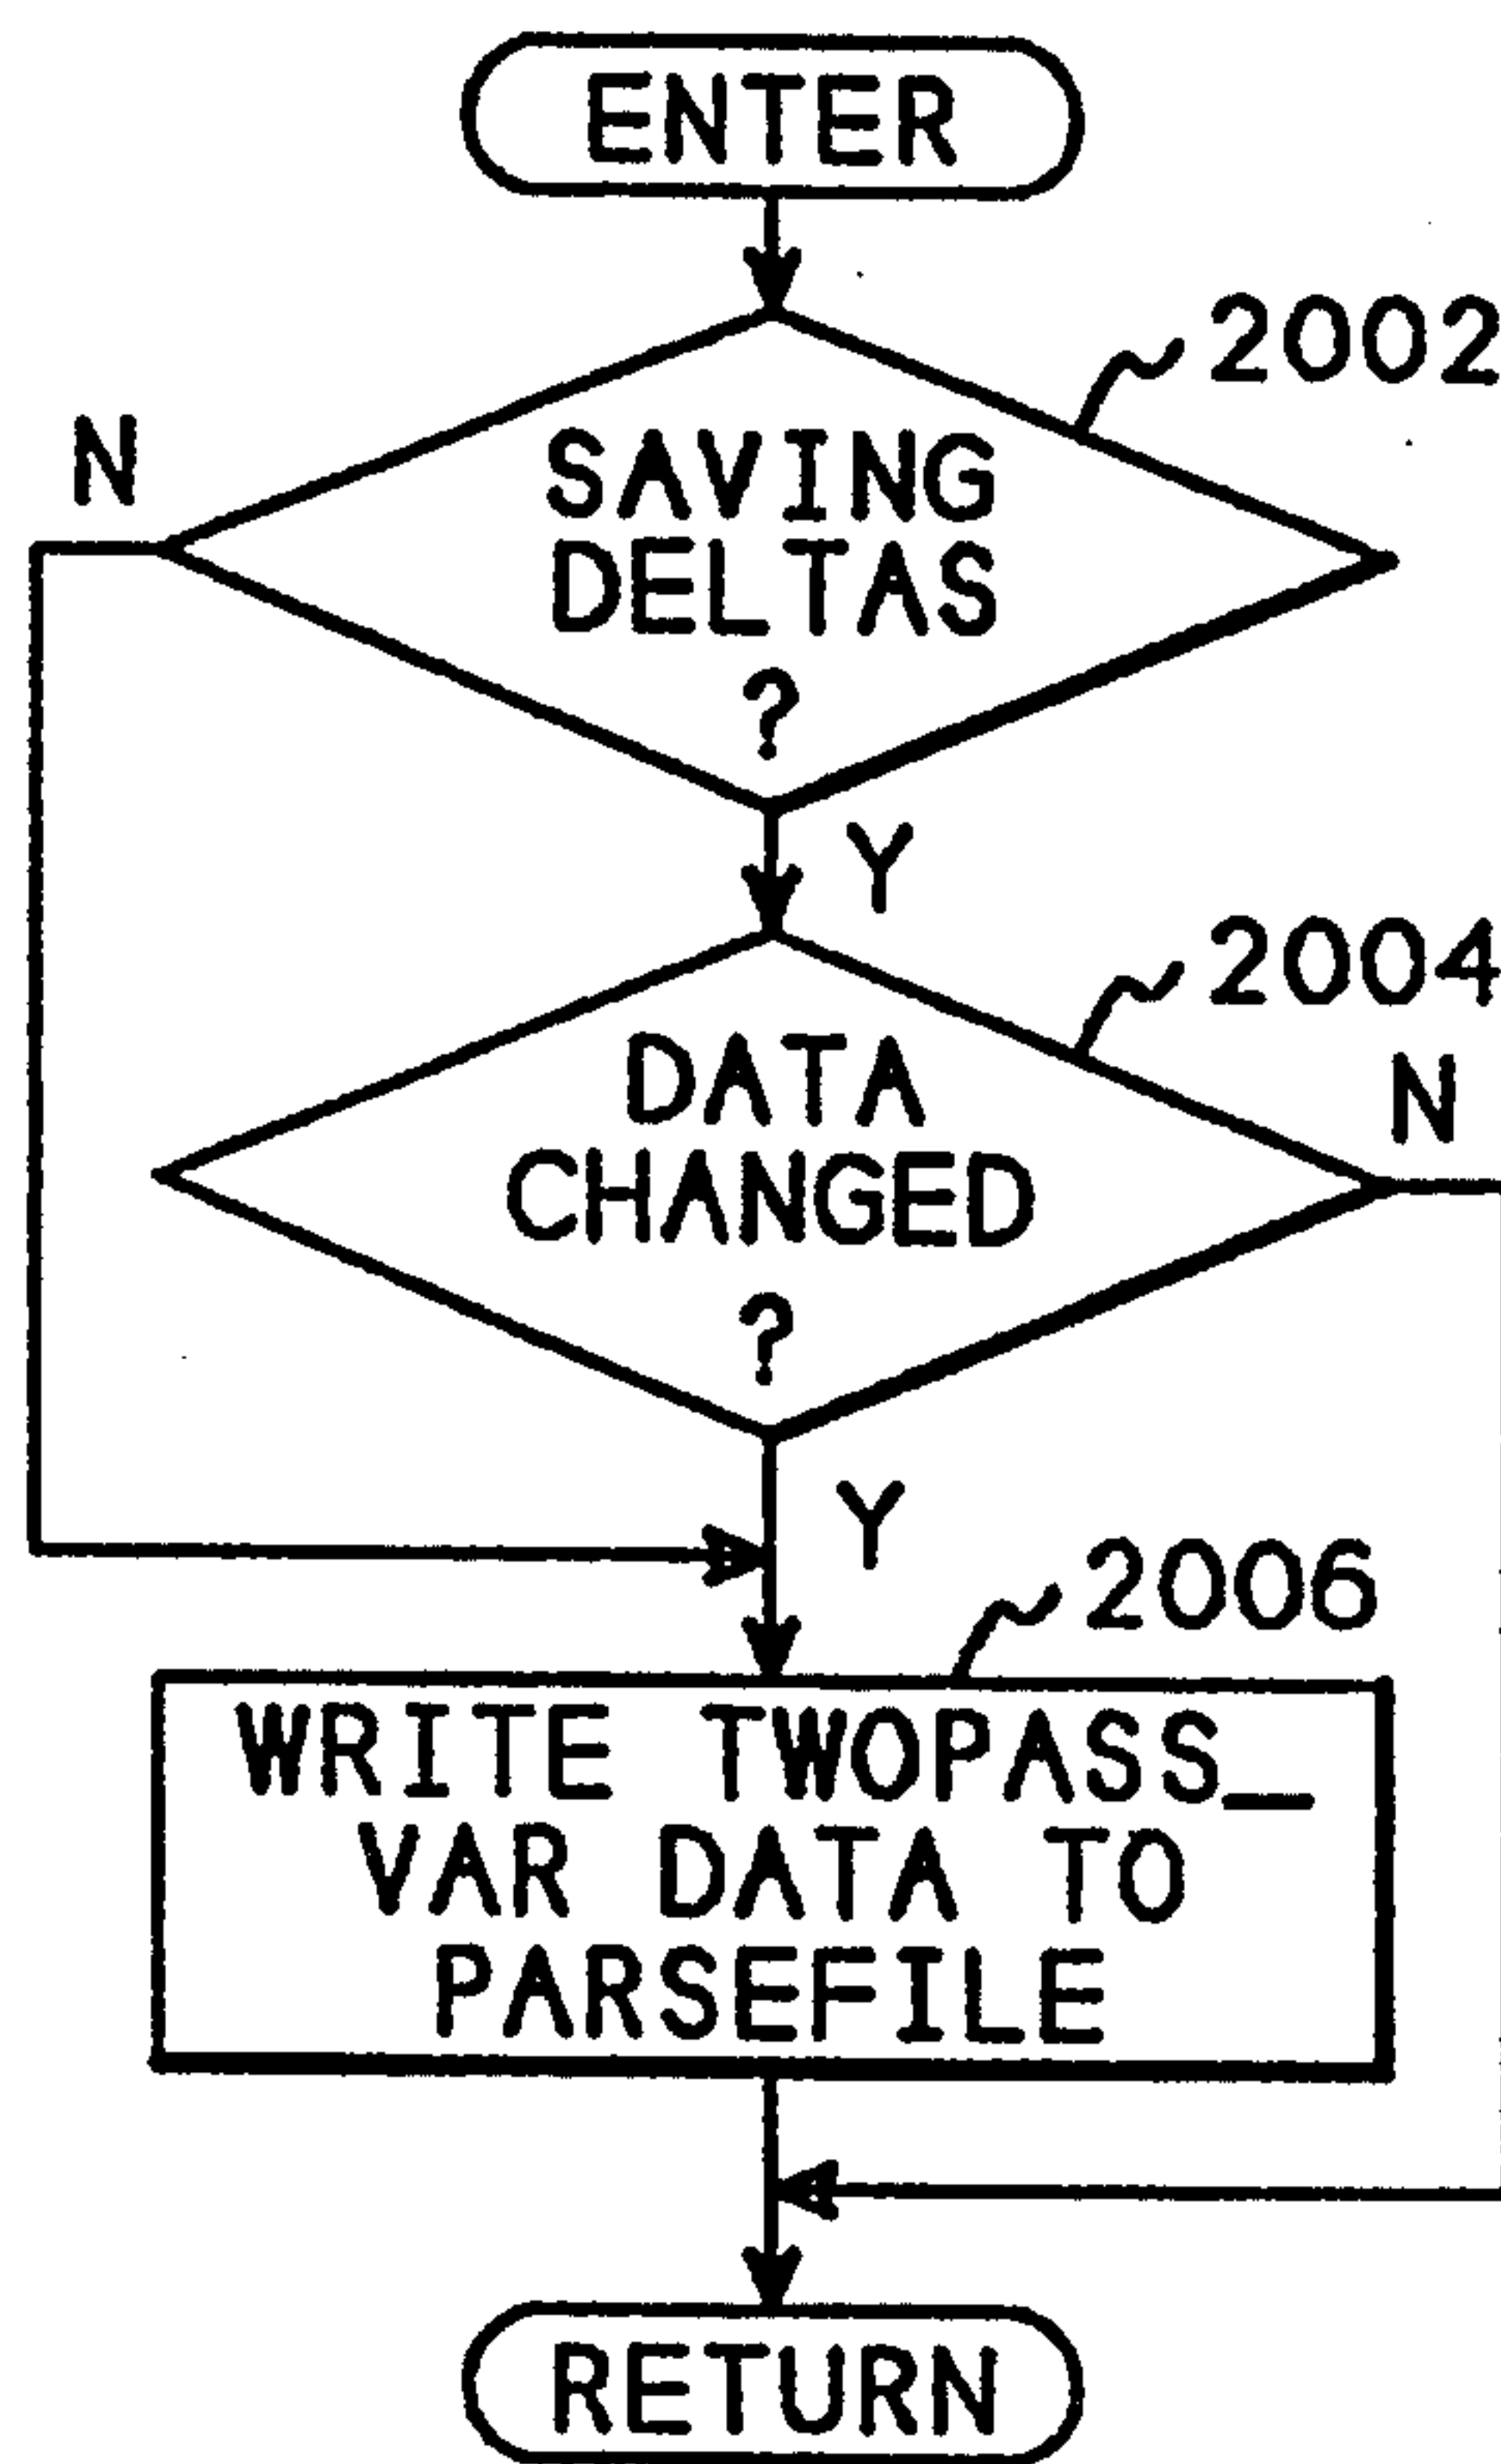 ENTER
2002
N
SAVING
DELTAS
?
Y
2004
N
DATA
CHANGED
?
Y
2006
WRITE TWOPASS_
VAR DATA TO
PARSEFILE
RETURN